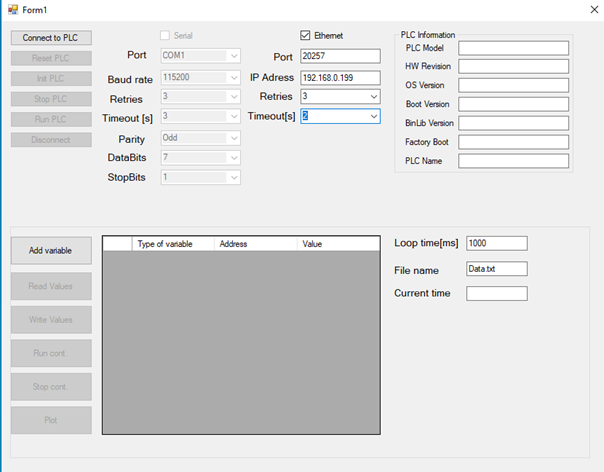 Form1
Connect to PLC
Reset PLC
Init PLC
Stop PLC
Run PLC
Disconnect
Serial
Port COM1
Baud rate 115200
Retries 3
Timeout [s] 3
Parity Odd
DataBits 7
StopBits 1
Ethernet
Port 20257
IP Adress 192.168.0.199
Retries 3
Timeout[s] 2
PLC Information
PLC Model
HW Revision
OS Version
Boot Version
BinLib Version
Factory Boot
PLC Name
Add variable
Read Values
Write Values
Run cont.
Stop cont.
Plot
Type of variable Address Value
Loop time[ms] 1000
File name Data.txt
Current time